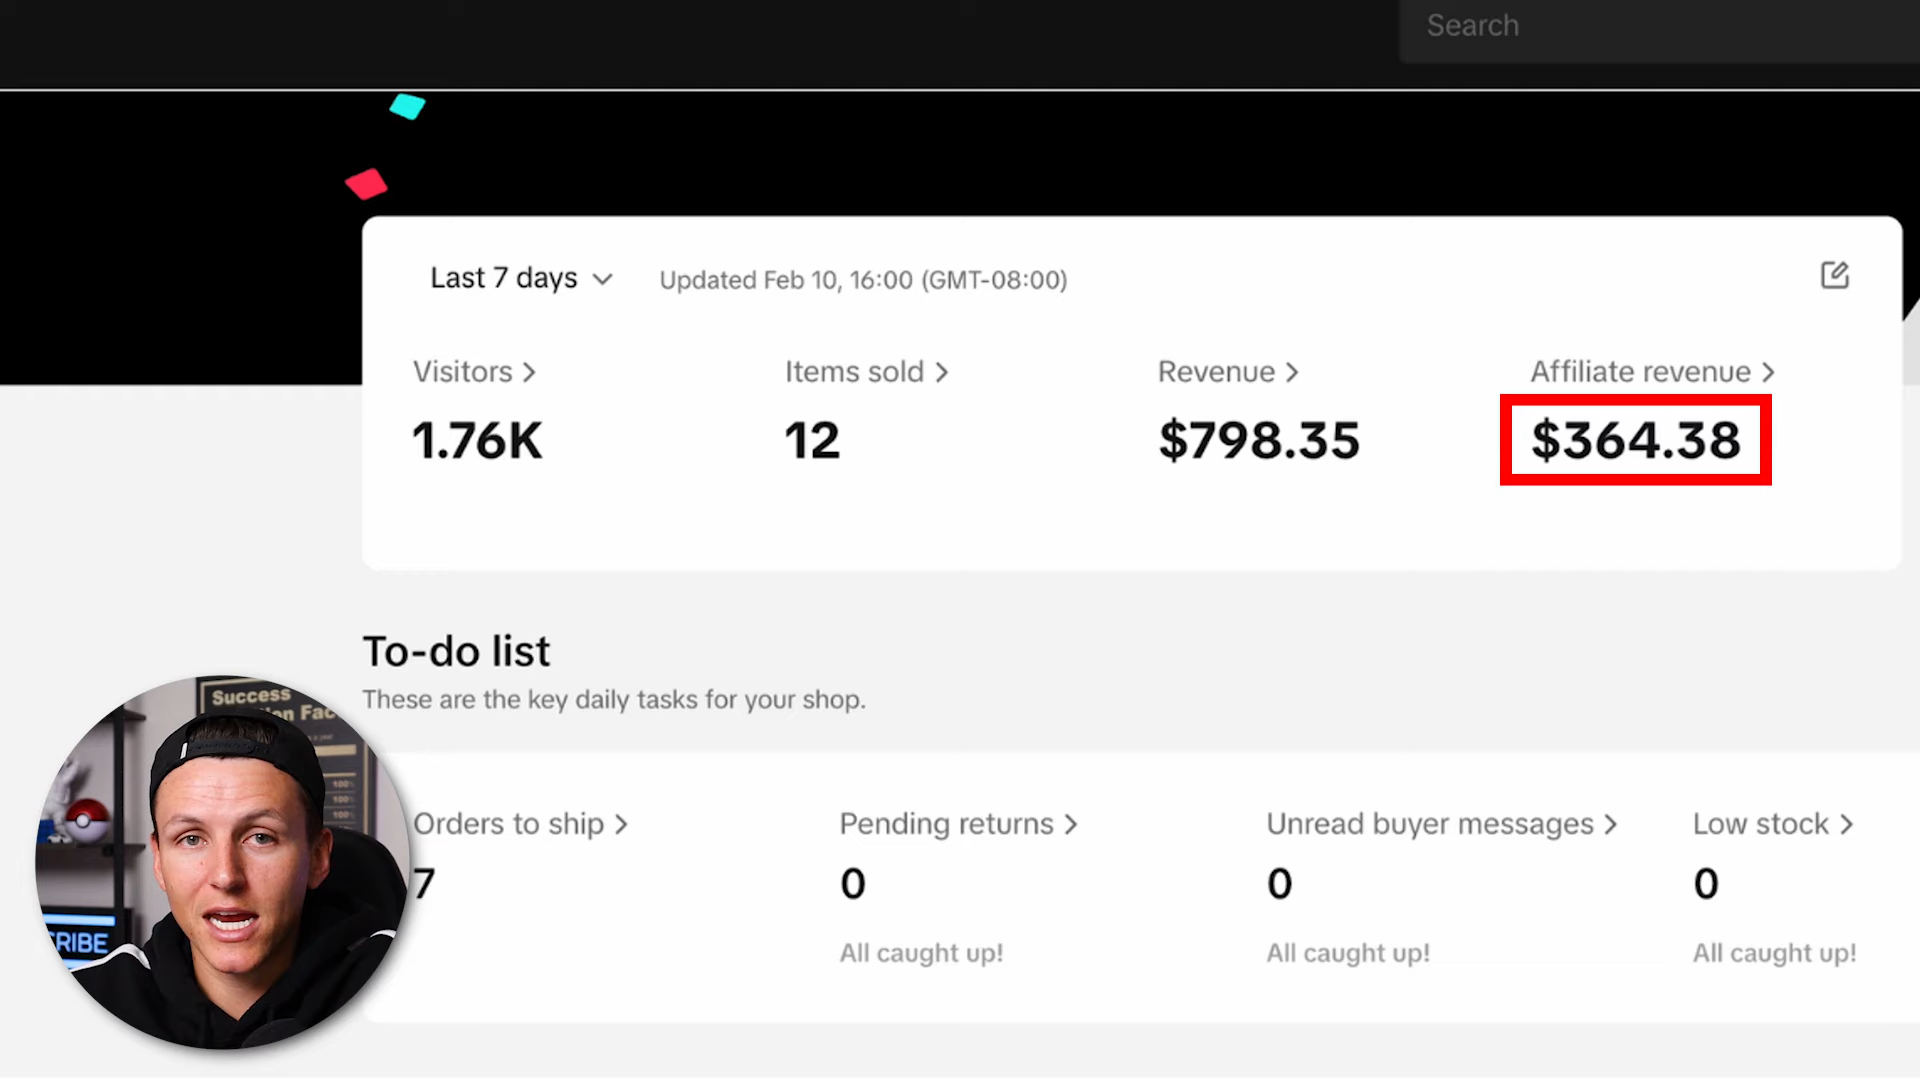 Search
Last 7 days
Updated Feb 10, 16:00 (GMT-08:00)
Visitors
Items sold
Revenue
Affiliate revenue
1.76K
12
$798.35
$364.38
To-do list
These are the key daily tasks for your shop.
Success
Orders to ship
Pending returns
Unread buyer messages
Low stock
7
0
0
0
All caught up!
All caught up!
All caught up!
100%
100%
100%
RIBE